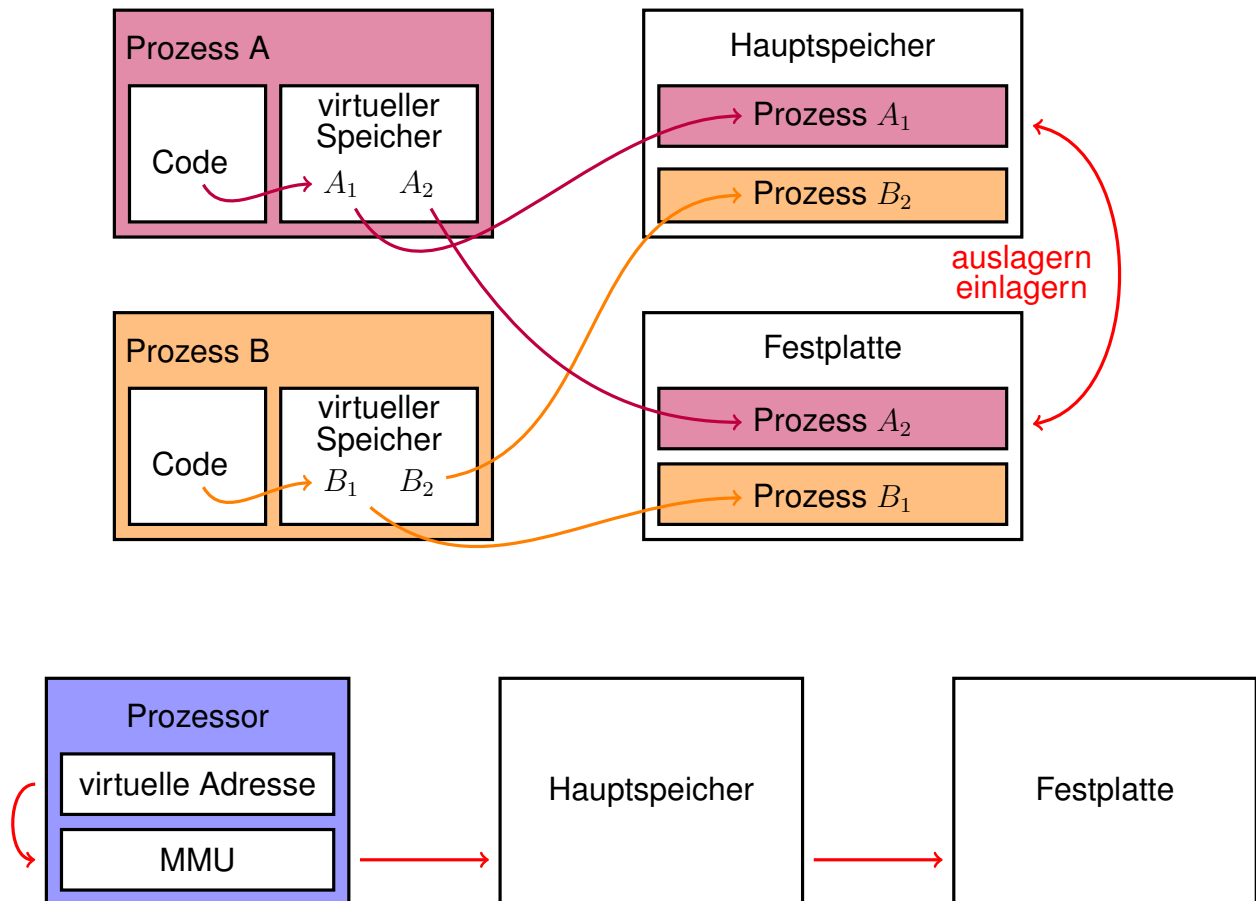 Prozess A
Code
virtueller
Speicher
A₁ A₂
Hauptspeicher
Prozess A₁
Prozess B₂
auslagern
einlagern
Prozess B
Code
virtueller
Speicher
B₁ B₂
Festplatte
Prozess A₂
Prozess B₁
Prozessor
virtuelle Adresse
MMU
Hauptspeicher
Festplatte